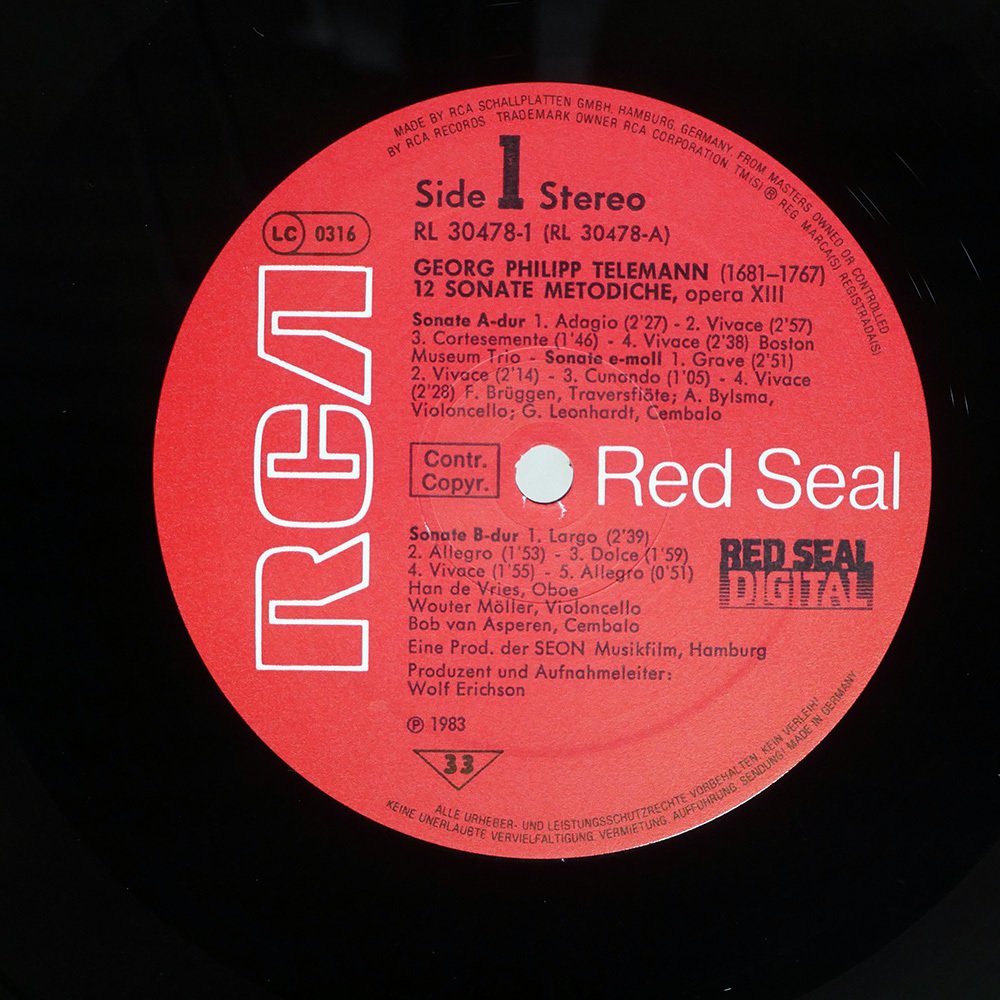 MADE BY RCA SCHALLPLATTEN GMBH, HAMBURG, GERMANY, FROM MASTERS OWNED OR CONTROLLED
BY RCA RECORDS TRADEMARK OWNER RCA CORPORATION, TM(S) ® REG. MARCA(S) REGISTRADA(S)
Side 1 Stereo
LC 0316
RL 30478-1 (RL 30478-A)
GEORG PHILIPP TELEMANN (1681–1767)
12 SONATE METODICHE, opera XIII
Sonate A-dur 1. Adagio (2'27) - 2. Vivace (2'57)
3. Cortesemente (1'46) - 4. Vivace (2'38) Boston
Museum Trio - Sonate e-moll 1. Grave (2'51)
2. Vivace (2'14) - 3. Cunando (1'05) - 4. Vivace
(2'28) F. Brüggen, Traversflöte; A. Bylsma,
Violoncello; G. Leonhardt, Cembalo
RCA
Contr.
Copyr.
Red Seal
Sonate B-dur 1. Largo (2'39)
2. Allegro (1'53) - 3. Dolce (1'59)
4. Vivace (1'55) - 5. Allegro (0'51)
Han de Vries, Oboe
Wouter Möller, Violoncello
Bob van Asperen, Cembalo
RED SEAL
DIGITAL
Eine Prod. der SEON Musikfilm, Hamburg
Produzent und Aufnahmeleiter:
Wolf Erichson
℗ 1983
33
ALLE URHEBER- UND LEISTUNGSSCHUTZRECHTE VORBEHALTEN. KEIN VERLEIH!
KEINE UNERLAUBTE VERVIELFÄLTIGUNG, VERMIETUNG, AUFFÜHRUNG, SENDUNG! MADE IN GERMANY